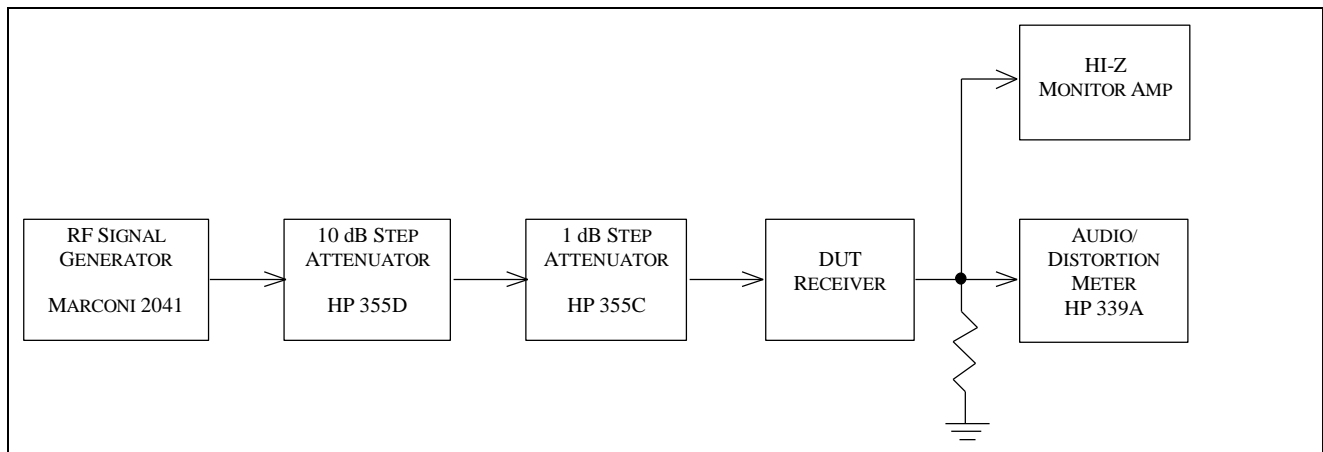 HI-Z
MONITOR AMP
RF SIGNAL
GENERATOR
MARCONI 2041
10 dB STEP
ATTENUATOR
HP 355D
1 dB STEP
ATTENUATOR
HP 355C
DUT
RECEIVER
AUDIO/
DISTORTION
METER
HP 339A